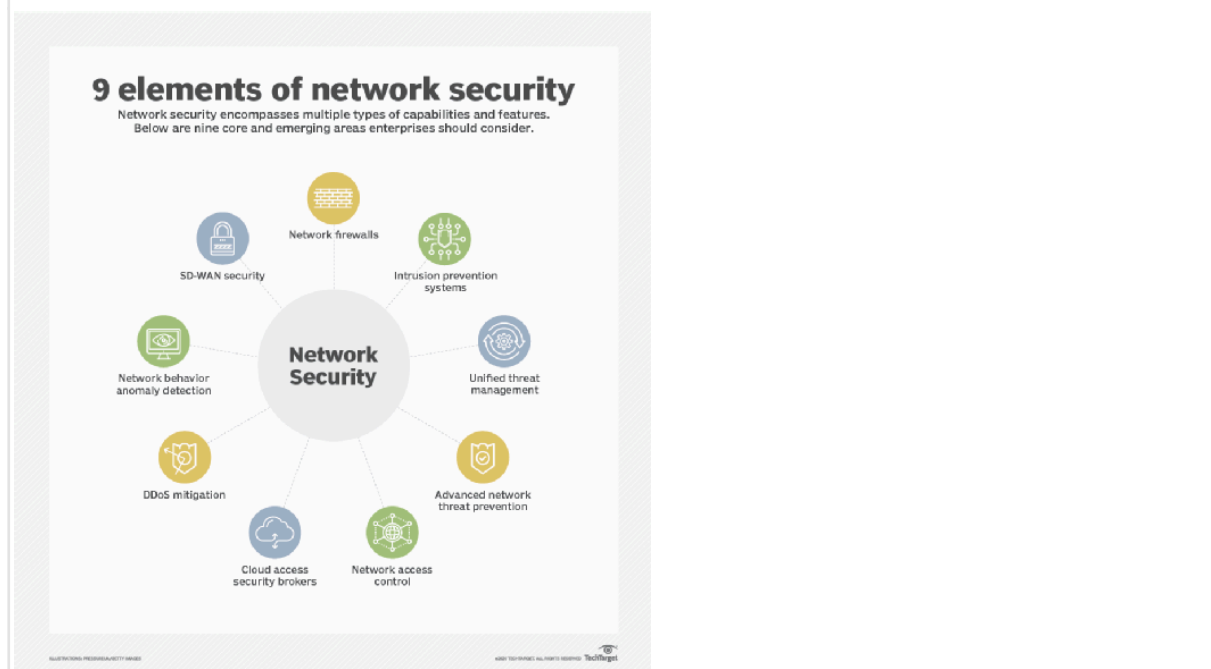 9 elements of network security
Network security encompasses multiple types of capabilities and features.
Below are nine core and emerging areas enterprises should consider.
Network firewalls
SD-WAN security
Intrusion prevention
systems
Network
Security
Network behavior
anomaly detection
Unified threat
management
DDoS mitigation
Advanced network
threat prevention
Cloud access
security brokers
Network access
control
TechTarget